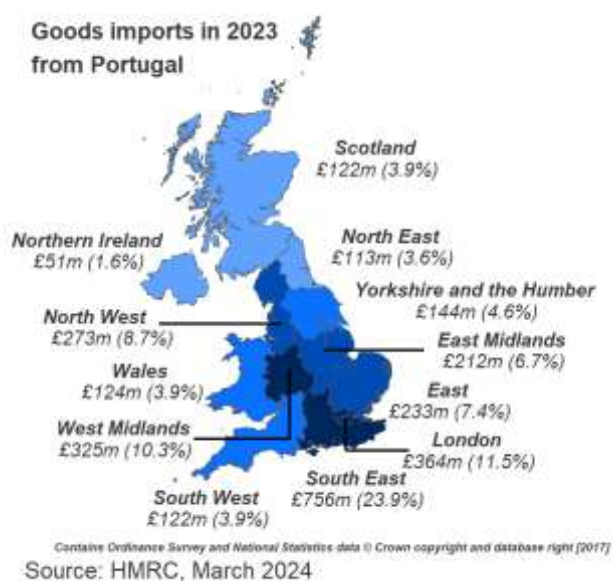 Goods imports in 2023
from Portugal
Scotland
£122m (3.9%)
Northern Ireland
£51m (1.6%)
North East
£113m (3.6%)
Yorkshire and the Humber
£144m (4.6%)
North West
£273m (8.7%)
East Midlands
£212m (6.7%)
Wales
£124m (3.9%)
East
£233m (7.4%)
West Midlands
£325m (10.3%)
London
£364m (11.5%)
South East
£756m (23.9%)
South West
£122m (3.9%)
Contains Ordinance Survey and National Statistics data © Crown copyright and database right [2017]
Source: HMRC, March 2024